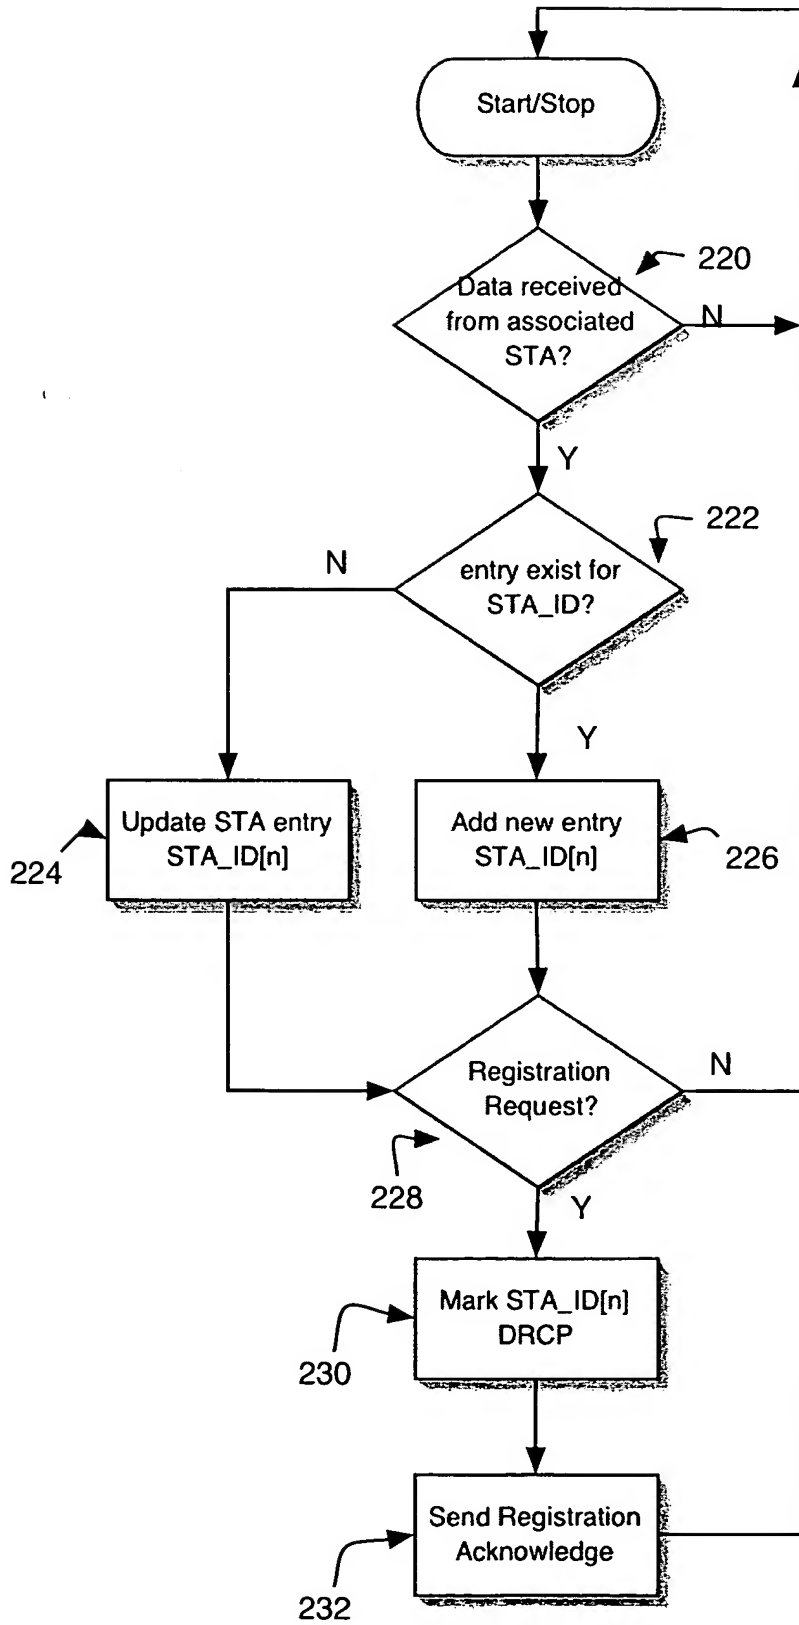 Start/Stop
220
Data received
from associated
STA?
N
Y
222
entry exist for
STA_ID?
N
Y
Update STA entry
STA_ID[n]
224
Add new entry
STA_ID[n]
226
Registration
Request?
N
228
Y
Mark STA_ID[n]
DRCP
230
Send Registration
Acknowledge
232